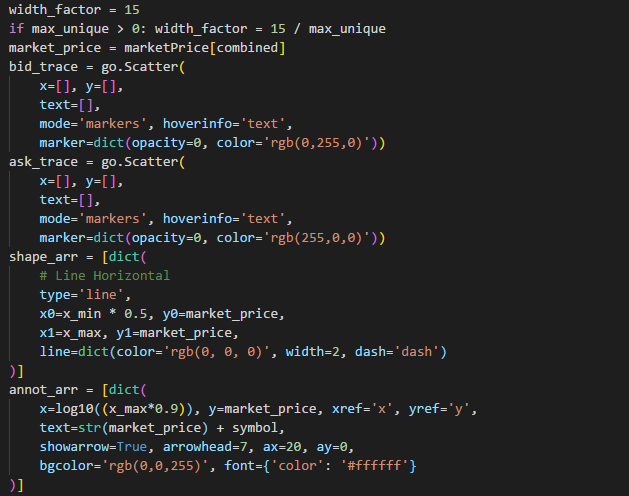 width_factor = 15
if max_unique > 0: width_factor = 15 / max_unique
market_price = marketPrice[combined]
bid_trace = go.Scatter(
    x=[], y=[],
    text=[],
    mode='markers', hoverinfo='text',
    marker=dict(opacity=0, color='rgb(0,255,0)'))
ask_trace = go.Scatter(
    x=[], y=[],
    text=[],
    mode='markers', hoverinfo='text',
    marker=dict(opacity=0, color='rgb(255,0,0)'))
shape_arr = [dict(
    # Line Horizontal
    type='line',
    x0=x_min * 0.5, y0=market_price,
    x1=x_max, y1=market_price,
    line=dict(color='rgb(0, 0, 0)', width=2, dash='dash')
)]
annot_arr = [dict(
    x=log10((x_max*0.9)), y=market_price, xref='x', yref='y',
    text=str(market_price) + symbol,
    showarrow=True, arrowhead=7, ax=20, ay=0,
    bgcolor='rgb(0,0,255)', font={'color': '#ffffff'}
)]